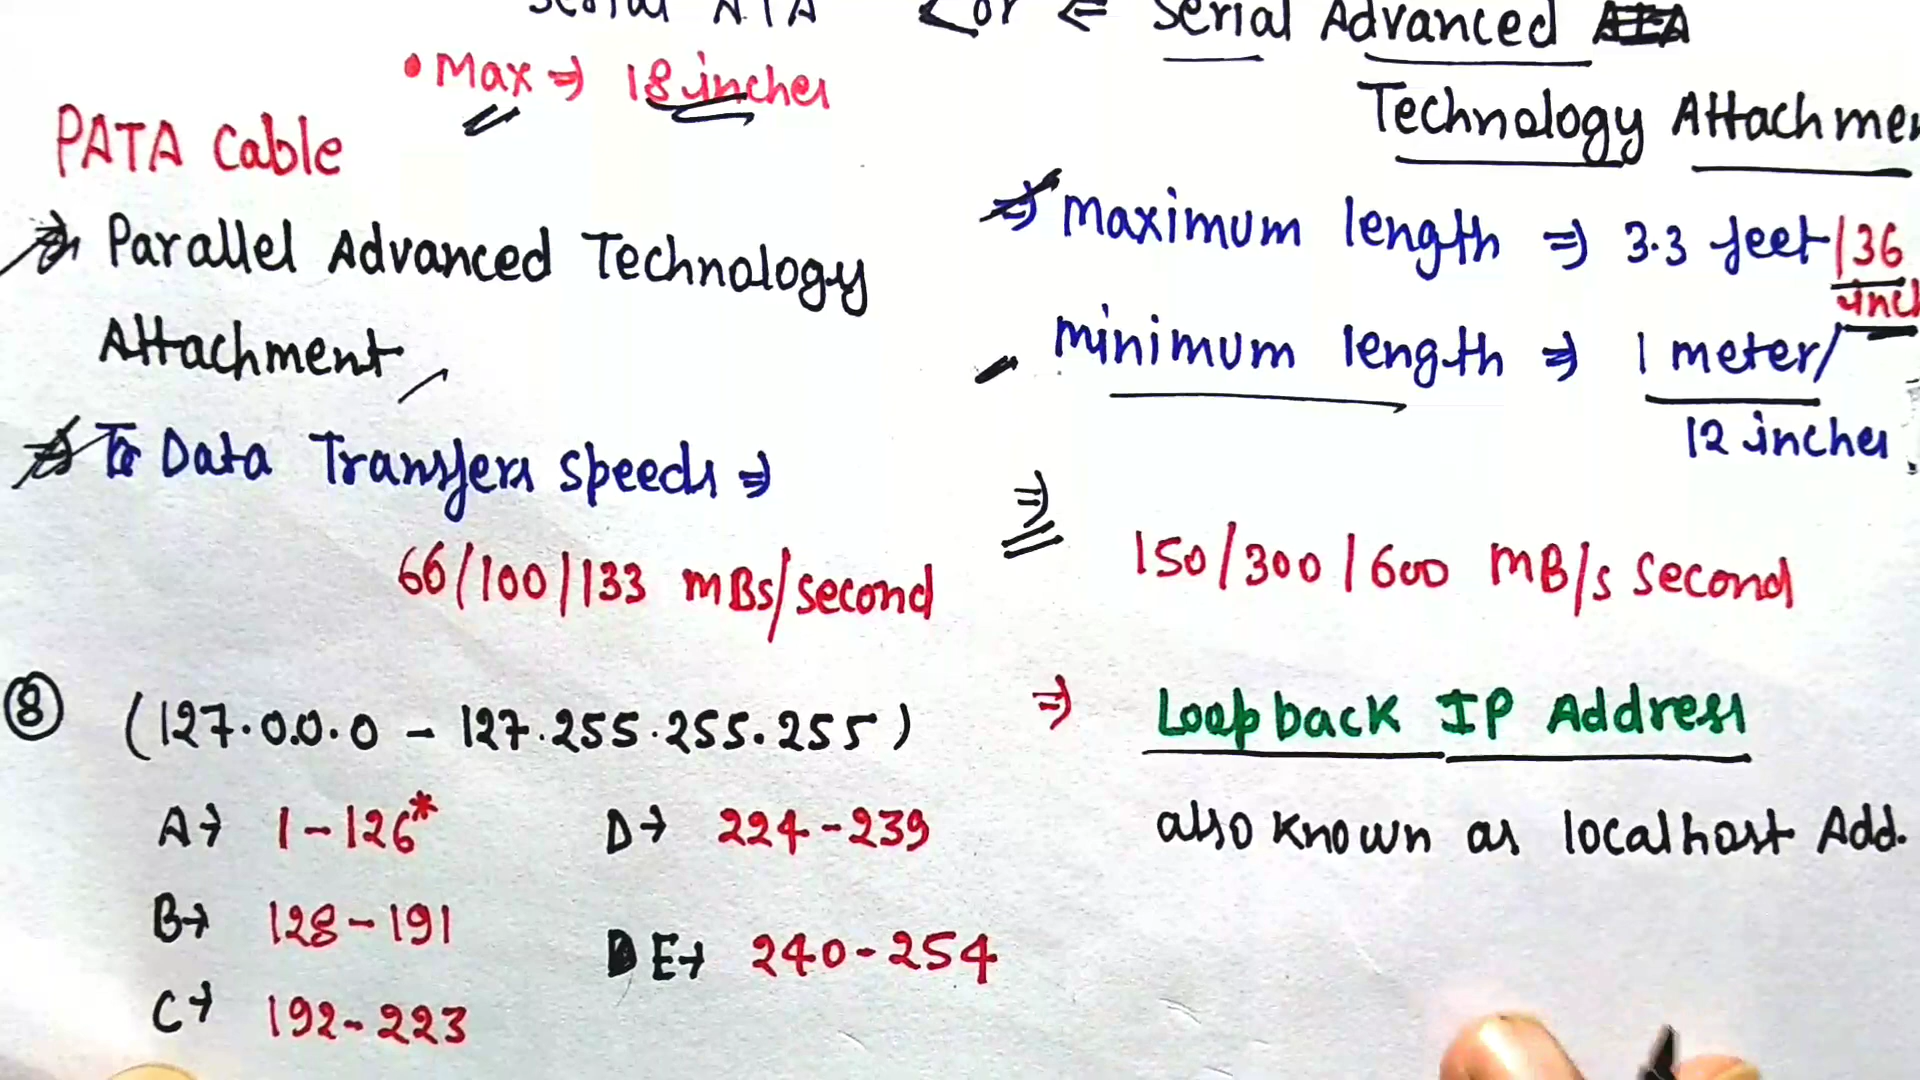 Serial ATA <or <= Serial Advanced ATA
• Max => 18 inches
Technology Attachmen
PATA Cable
=> Parallel Advanced Technology
Attachment
=> Maximum length => 3.3 feet/36
inch
minimum length => 1 meter/
12 inches
=> To Data Transfers speeds =>
66/100/133 MBs/second
=> 150/300/600 MB/s second
⑧ (127.0.0.0 - 127.255.255.255)
=> Loopback IP Address
also known as localhost Add.
A→ 1-126*
D→ 224-239
B→ 128-191
D E→ 240-254
C→ 192-223